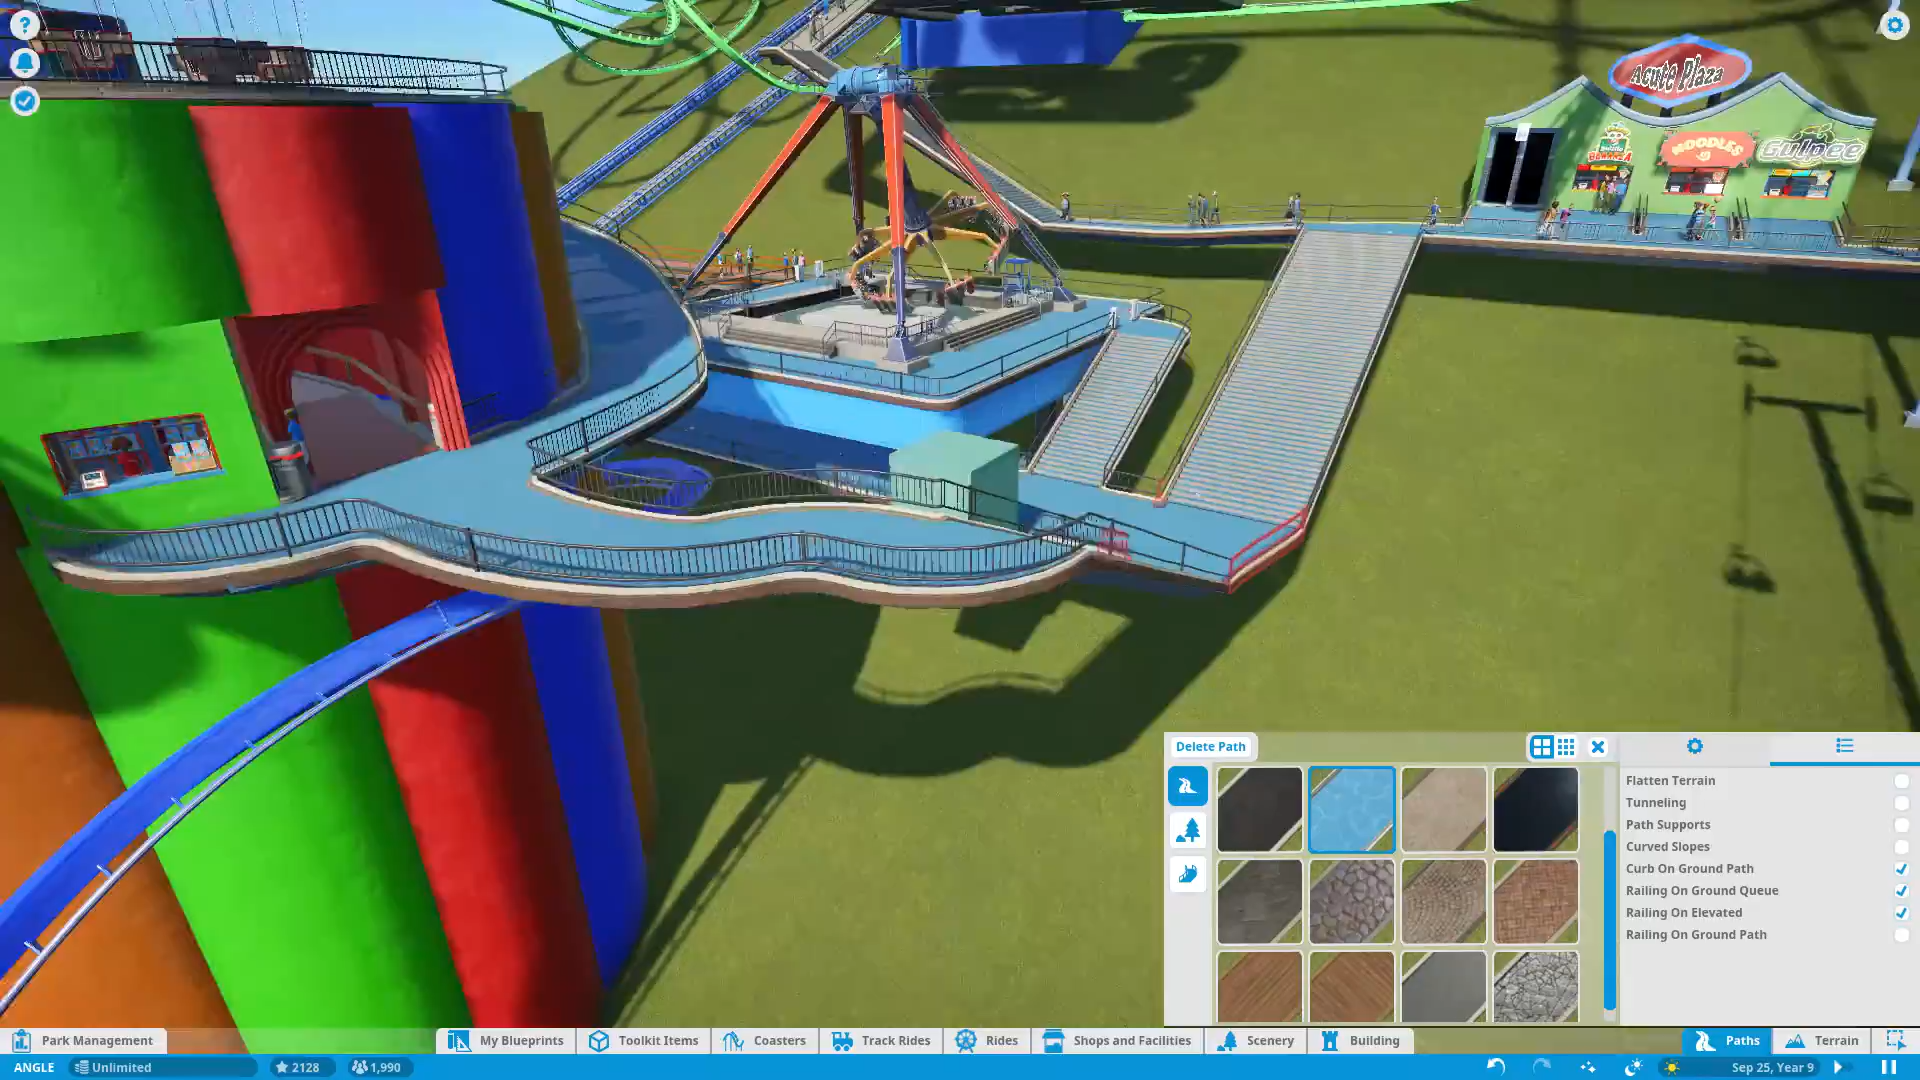 ?
Acute Plaza
BONANZA
NOODLES
Gulpee
Delete Path
Flatten Terrain
Tunneling
Path Supports
Curved Slopes
Curb On Ground Path
Railing On Ground Queue
Railing On Elevated
Railing On Ground Path
Park Management
My Blueprints
Toolkit Items
Coasters
Track Rides
Rides
Shops and Facilities
Scenery
Building
Paths
Terrain
ANGLE
Unlimited
2128
1,990
Sep 25, Year 9